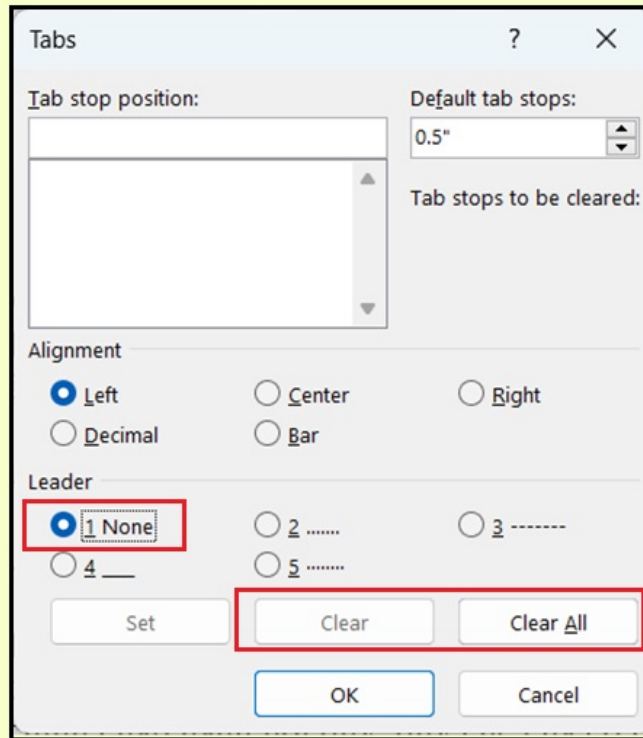 Tabs ?
Tab stop position: Default tab stops:
0.5"
Tab stops to be cleared:
Alignment
Left Center Right
Decimal Bar
Leader
1 None 2 ....... 3 -------
4 ___ 5 ........
Set Clear Clear All
OK Cancel